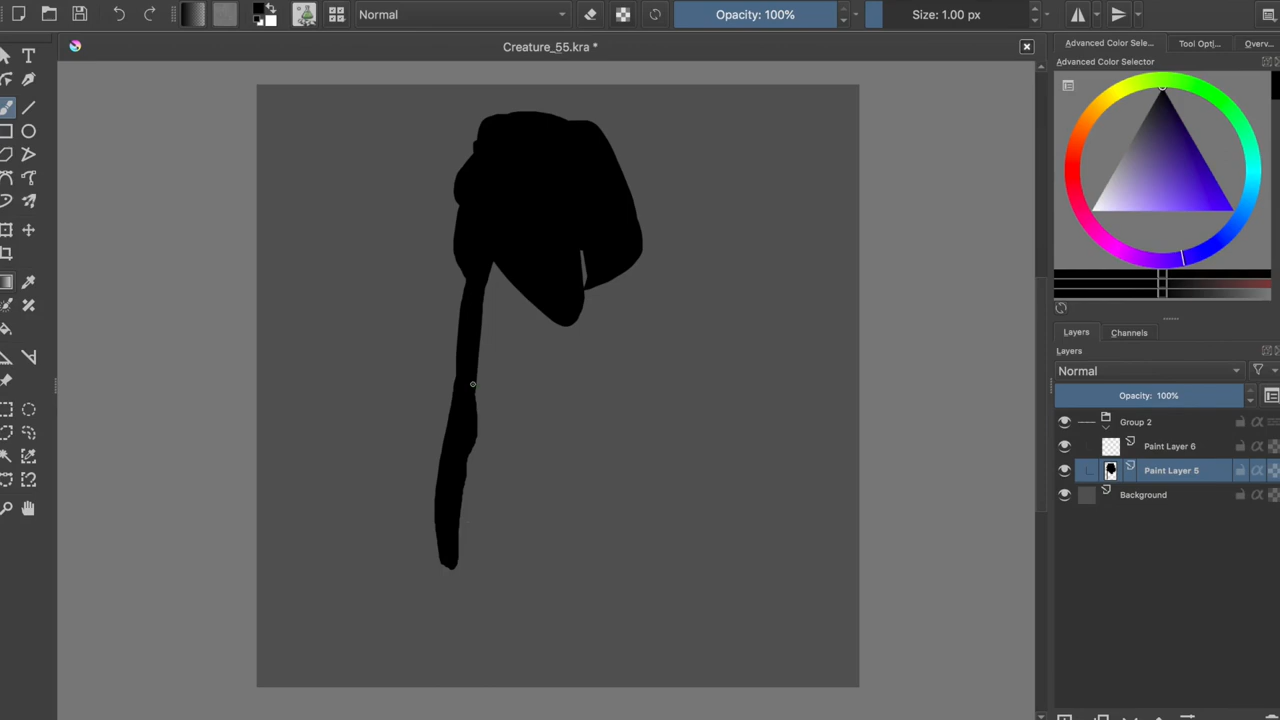 Normal
Opacity: 100%
Size: 1.00 px
Creature_55.kra *
Advanced Color Sele...
Tool Opti...
Overv...
Advanced Color Selector
Layers
Channels
Layers
Normal
Opacity: 100%
Group 2
Paint Layer 6
Paint Layer 5
Background